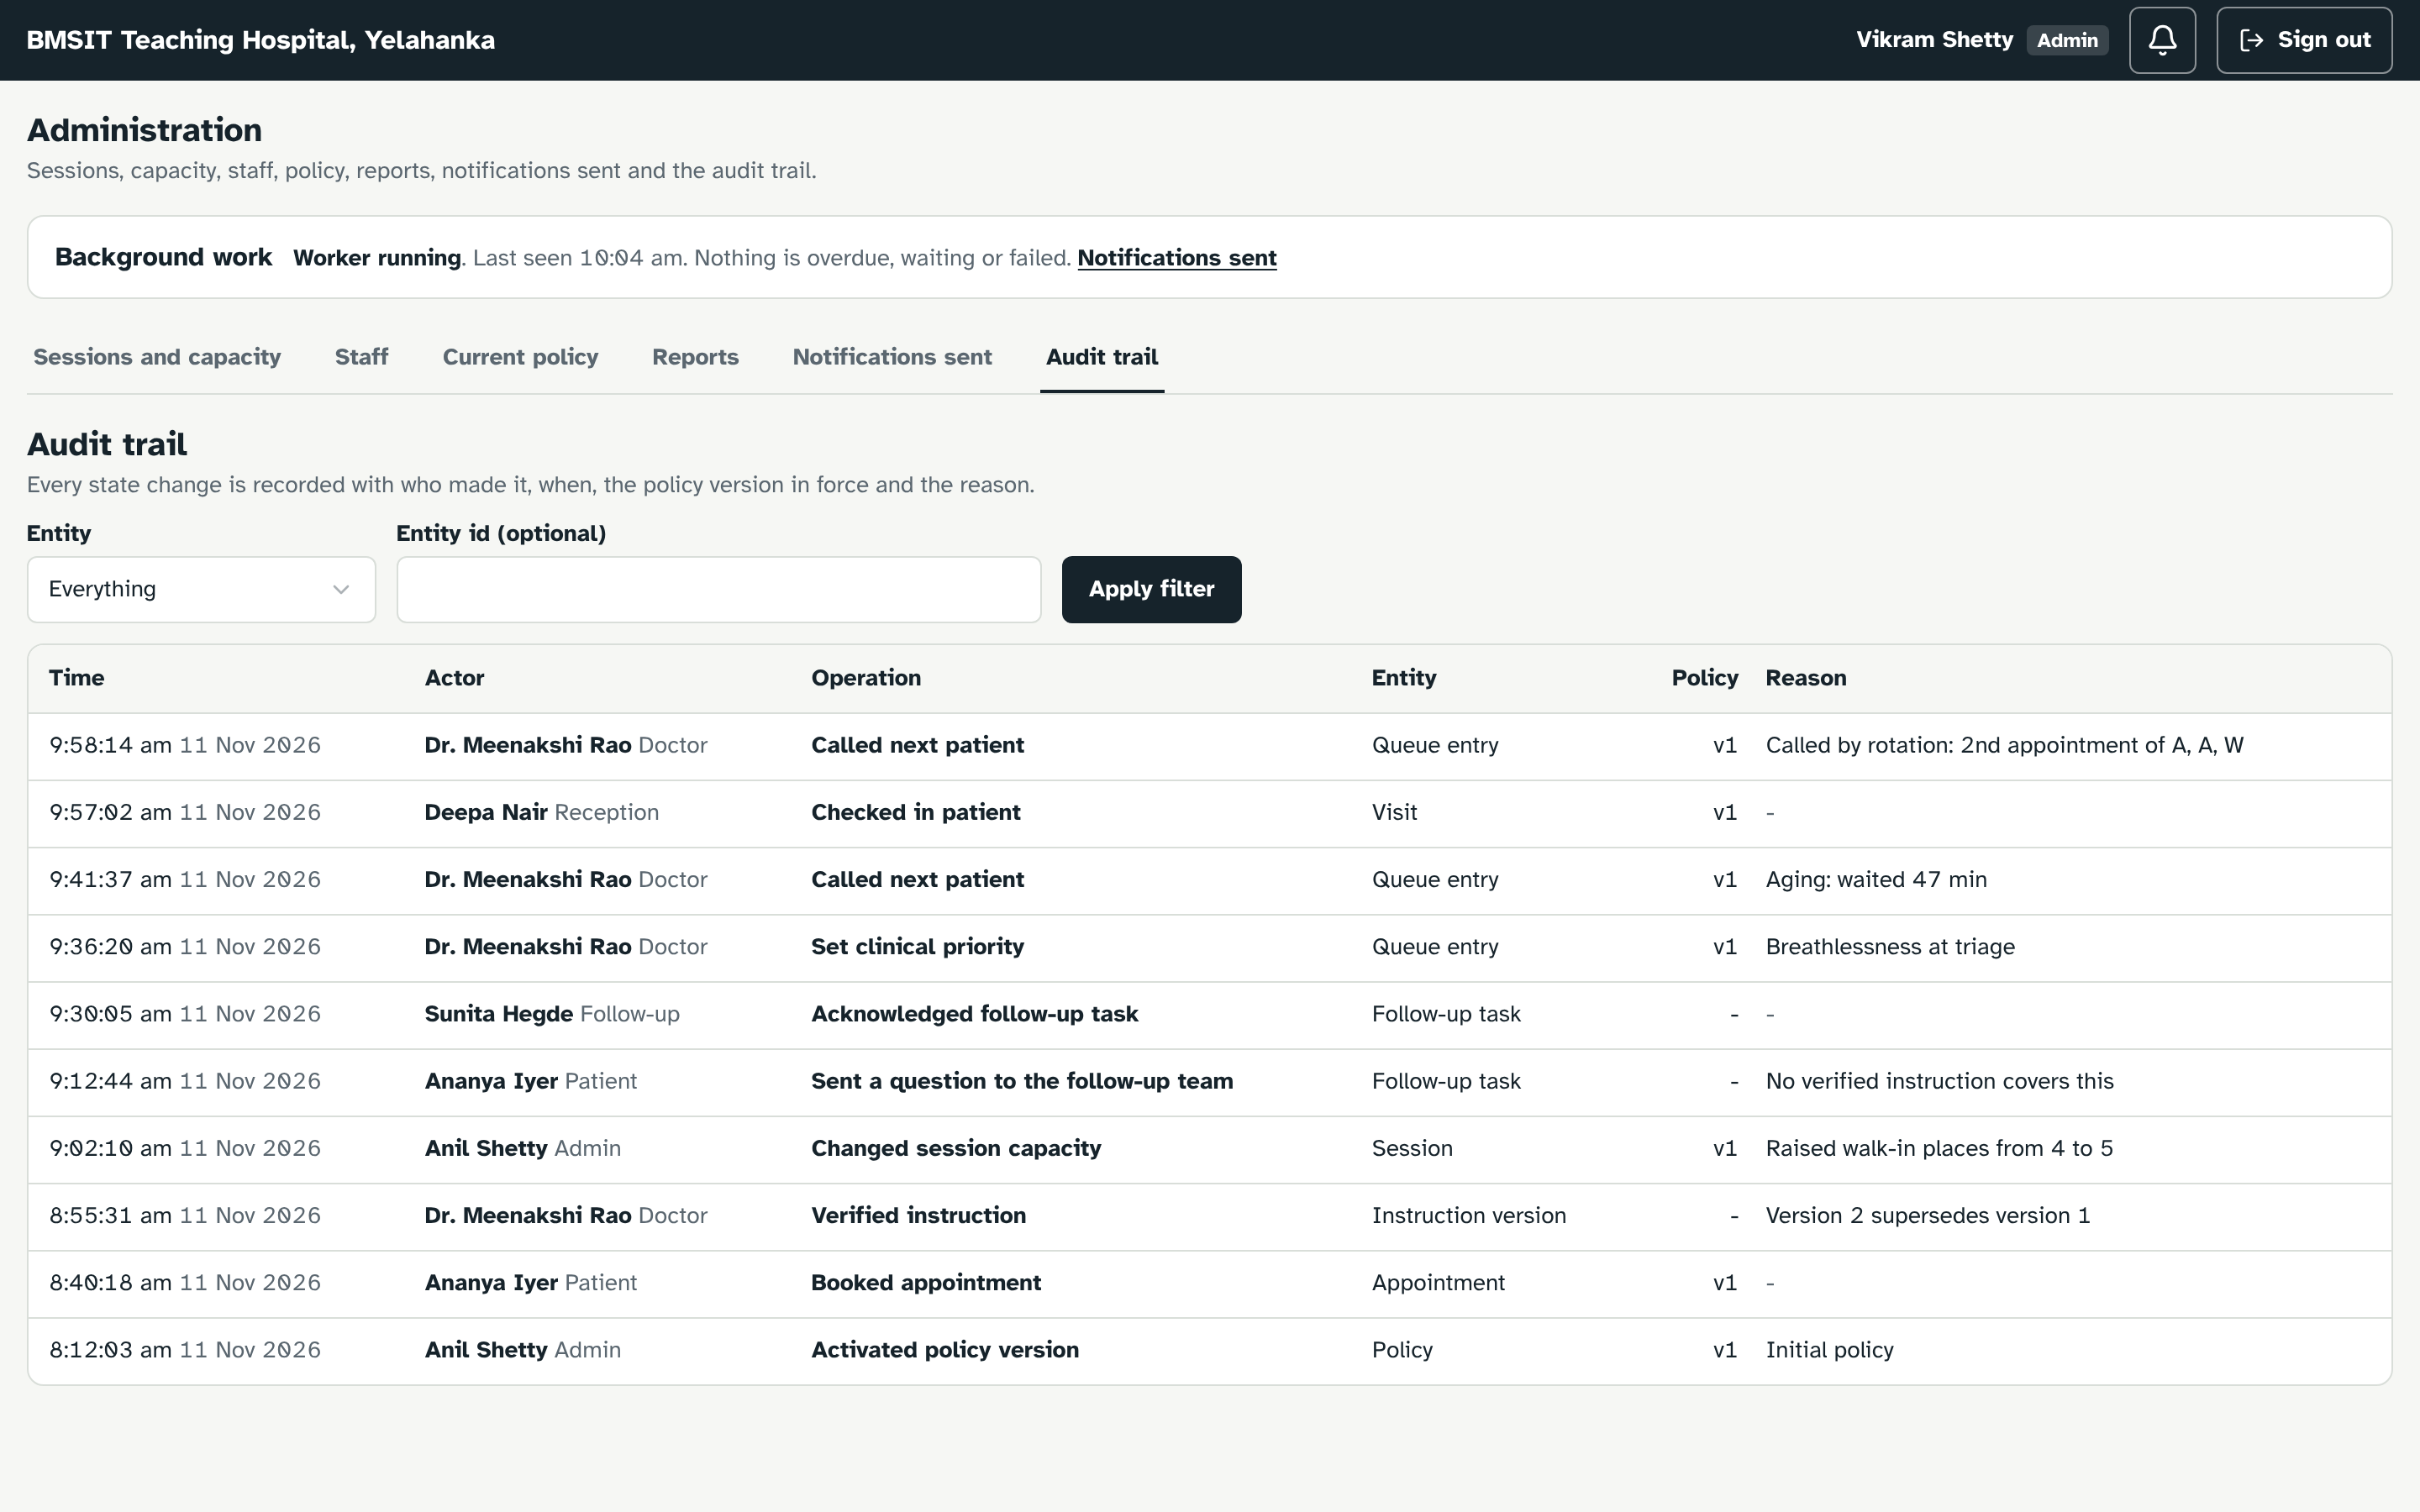 BMSIT Teaching Hospital, Yelahanka
Vikram Shetty Admin Sign out
Administration
Sessions, capacity, staff, policy, reports, notifications sent and the audit trail.
Background work Worker running. Last seen 10:04 am. Nothing is overdue, waiting or failed. Notifications sent
Sessions and capacity Staff Current policy Reports Notifications sent Audit trail
Audit trail
Every state change is recorded with who made it, when, the policy version in force and the reason.
Entity Entity id (optional)
Everything Apply filter
Time Actor Operation Entity Policy Reason
9:58:14 am 11 Nov 2026 Dr. Meenakshi Rao Doctor Called next patient Queue entry v1 Called by rotation: 2nd appointment of A, A, W
9:57:02 am 11 Nov 2026 Deepa Nair Reception Checked in patient Visit v1 -
9:41:37 am 11 Nov 2026 Dr. Meenakshi Rao Doctor Called next patient Queue entry v1 Aging: waited 47 min
9:36:20 am 11 Nov 2026 Dr. Meenakshi Rao Doctor Set clinical priority Queue entry v1 Breathlessness at triage
9:30:05 am 11 Nov 2026 Sunita Hegde Follow-up Acknowledged follow-up task Follow-up task - -
9:12:44 am 11 Nov 2026 Ananya Iyer Patient Sent a question to the follow-up team Follow-up task - No verified instruction covers this
9:02:10 am 11 Nov 2026 Anil Shetty Admin Changed session capacity Session v1 Raised walk-in places from 4 to 5
8:55:31 am 11 Nov 2026 Dr. Meenakshi Rao Doctor Verified instruction Instruction version - Version 2 supersedes version 1
8:40:18 am 11 Nov 2026 Ananya Iyer Patient Booked appointment Appointment v1 -
8:12:03 am 11 Nov 2026 Anil Shetty Admin Activated policy version Policy v1 Initial policy